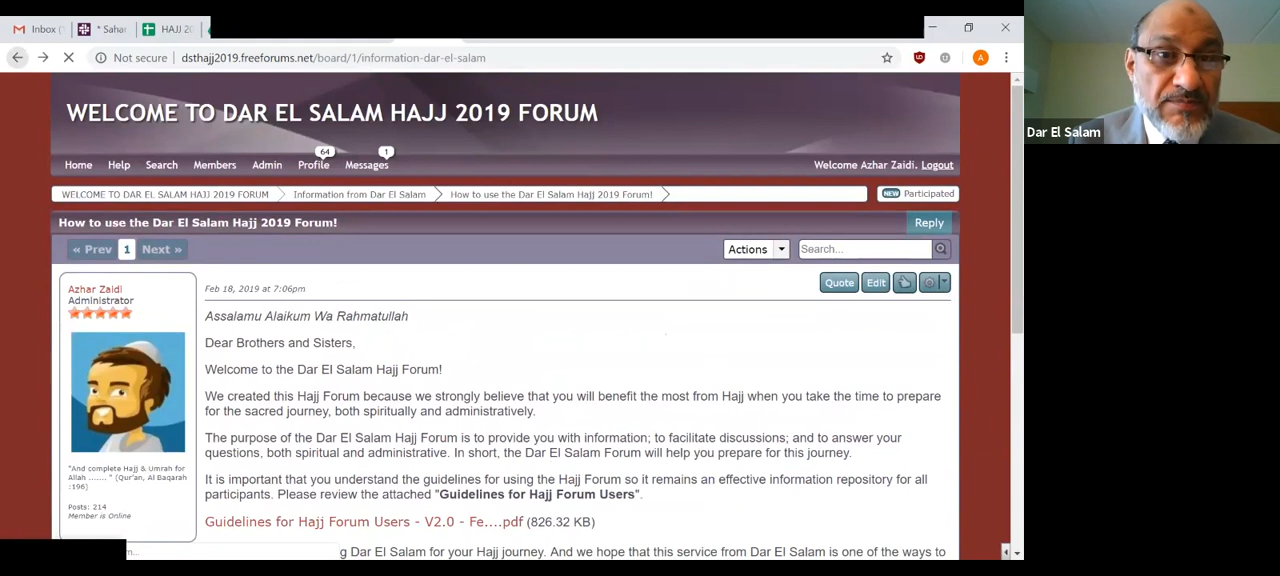 Inbox (
* Sahar
HAJJ 20
Not secure | dsthajj2019.freeforums.net/board/1/information-dar-el-salam
A
WELCOME TO DAR EL SALAM HAJJ 2019 FORUM
64
1
Home Help Search Members Admin Profile Messages
Welcome Azhar Zaidi. Logout
WELCOME TO DAR EL SALAM HAJJ 2019 FORUM
Information from Dar El Salam
How to use the Dar El Salam Hajj 2019 Forum!
NEW Participated
How to use the Dar El Salam Hajj 2019 Forum!
Reply
« Prev 1 Next »
Actions
Search...
Azhar Zaidi
Administrator
"And complete Hajj & Umrah for
Allah ....... " (Qur'an, Al Baqarah
:196)
Posts: 214
Member is Online
Feb 18, 2019 at 7:06pm
Quote Edit
Assalamu Alaikum Wa Rahmatullah
Dear Brothers and Sisters,
Welcome to the Dar El Salam Hajj Forum!
We created this Hajj Forum because we strongly believe that you will benefit the most from Hajj when you take the time to prepare
for the sacred journey, both spiritually and administratively.
The purpose of the Dar El Salam Hajj Forum is to provide you with information; to facilitate discussions; and to answer your
questions, both spiritual and administrative. In short, the Dar El Salam Forum will help you prepare for this journey.
It is important that you understand the guidelines for using the Hajj Forum so it remains an effective information repository for all
participants. Please review the attached "Guidelines for Hajj Forum Users".
Guidelines for Hajj Forum Users - V2.0 - Fe....pdf (826.32 KB)
g Dar El Salam for your Hajj journey. And we hope that this service from Dar El Salam is one of the ways to
Dar El Salam